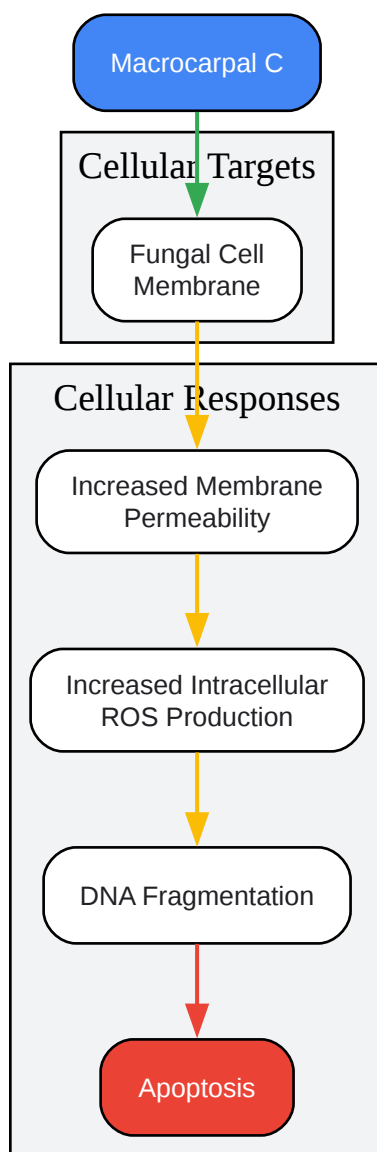 Macrocarpal C
Cellular Targets
Fungal Cell
Membrane
Cellular Responses
Increased Membrane
Permeability
Increased Intracellular
ROS Production
DNA Fragmentation
Apoptosis